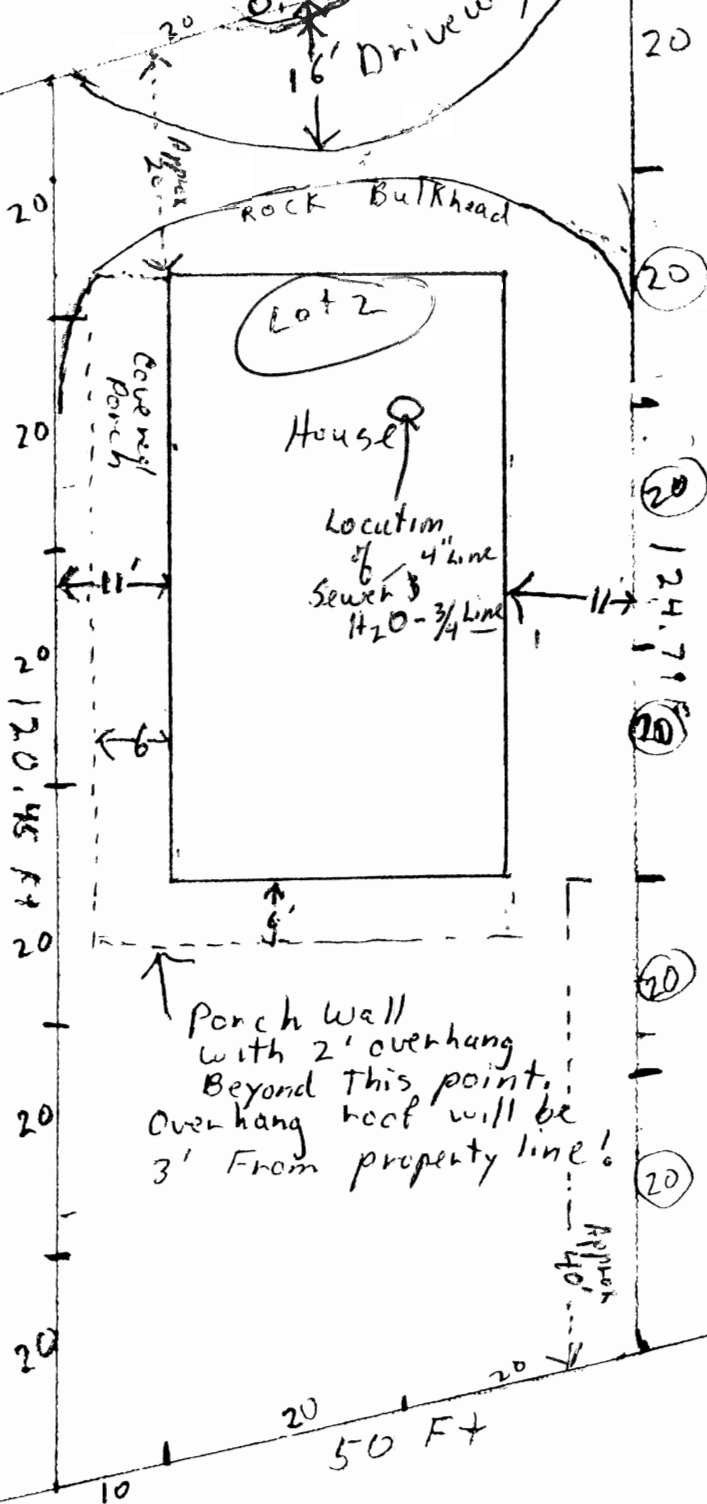 20
16'
20
Approx
20
20
ROCK Bulkhead
20
Lot 2
Covered
Porch
20
House
20
Location
of 4" Line
Sewer &
H2O - 3/4 Line
11'
11'
124.71
20
6
20
120.45 Ft
6'
20
20
Porch Wall
with 2' overhang
Beyond This point.
Overhang roof will be
3' From property line!
20
20
Approx
40'
20
20
20
50 Ft
10